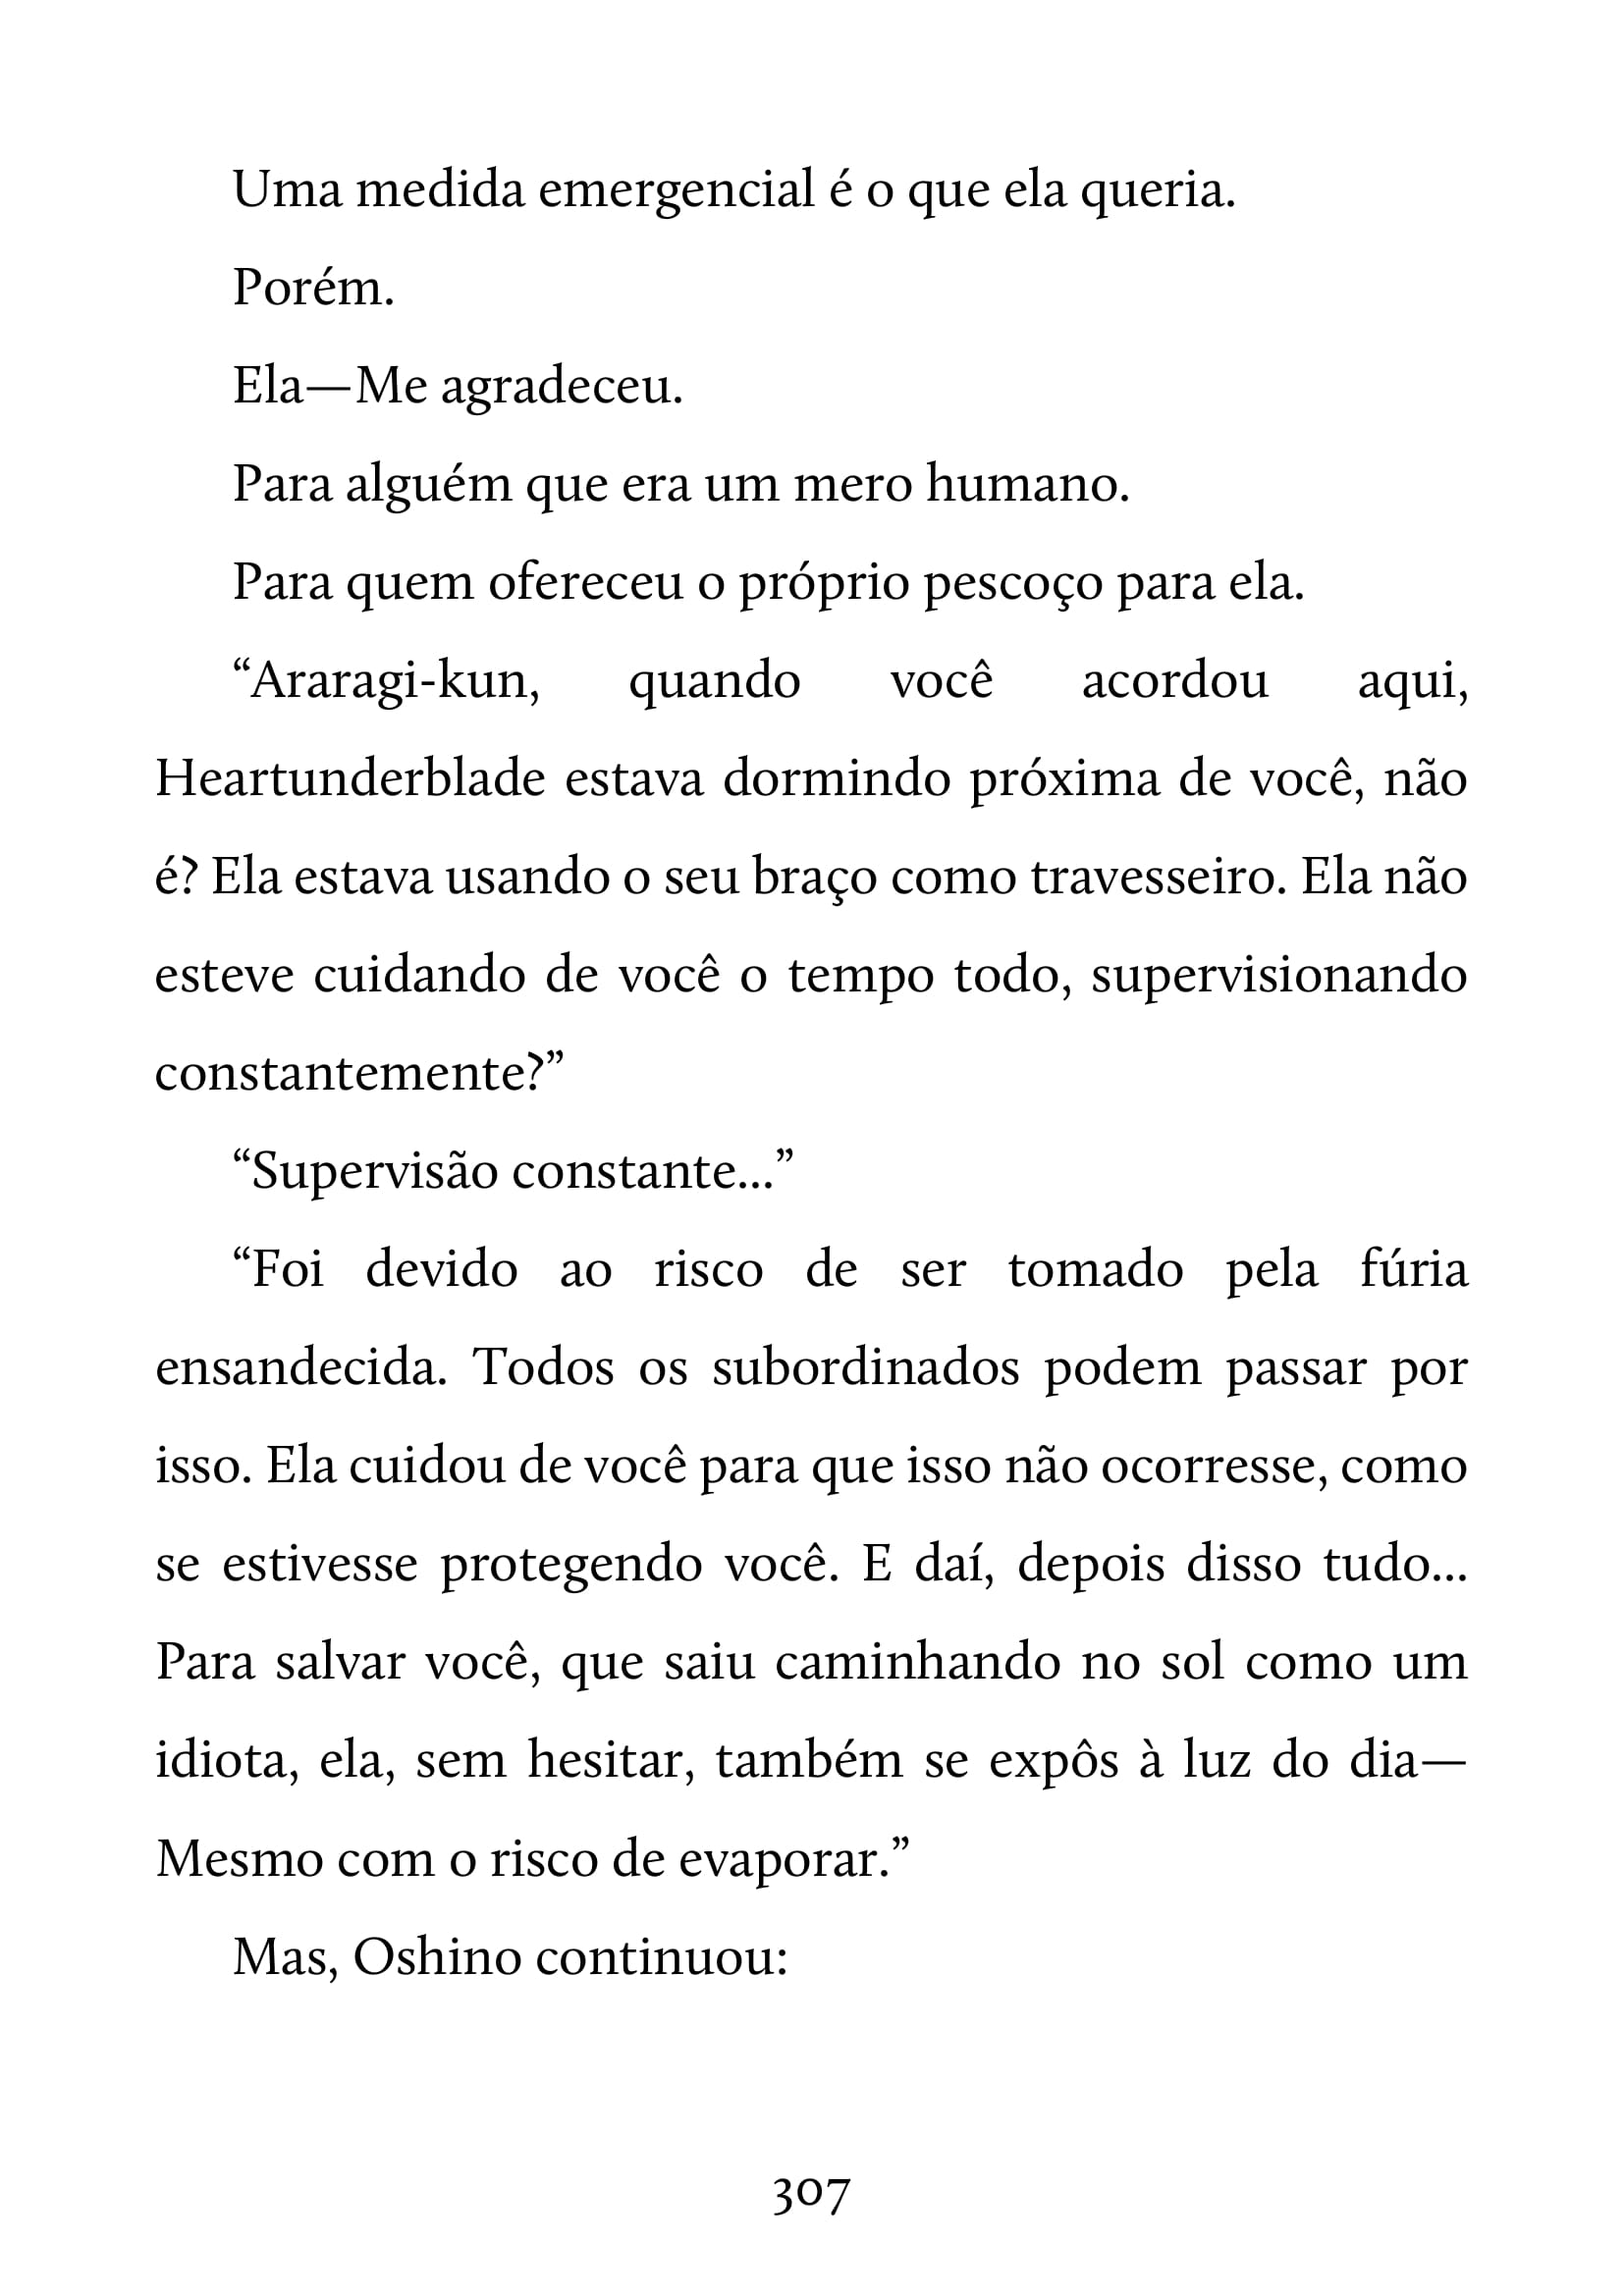 Uma medida emergencial é o que ela queria.
Porém.
Ela—Me agradeceu.
Para alguém que era um mero humano.
Para quem ofereceu o próprio pescoço para ela.
“Araragi-kun, quando você acordou aqui,
Heartunderblade estava dormindo próxima de você, não
é? Ela estava usando o seu braço como travesseiro. Ela não
esteve cuidando de você o tempo todo, supervisionando
constantemente?”
“Supervisão constante...”
“Foi devido ao risco de ser tomado pela fúria
ensandecida. Todos os subordinados podem passar por
isso. Ela cuidou de você para que isso não ocorresse, como
se estivesse protegendo você. E daí, depois disso tudo...
Para salvar você, que saiu caminhando no sol como um
idiota, ela, sem hesitar, também se expôs à luz do dia—
Mesmo com o risco de evaporar.”
Mas, Oshino continuou:
307